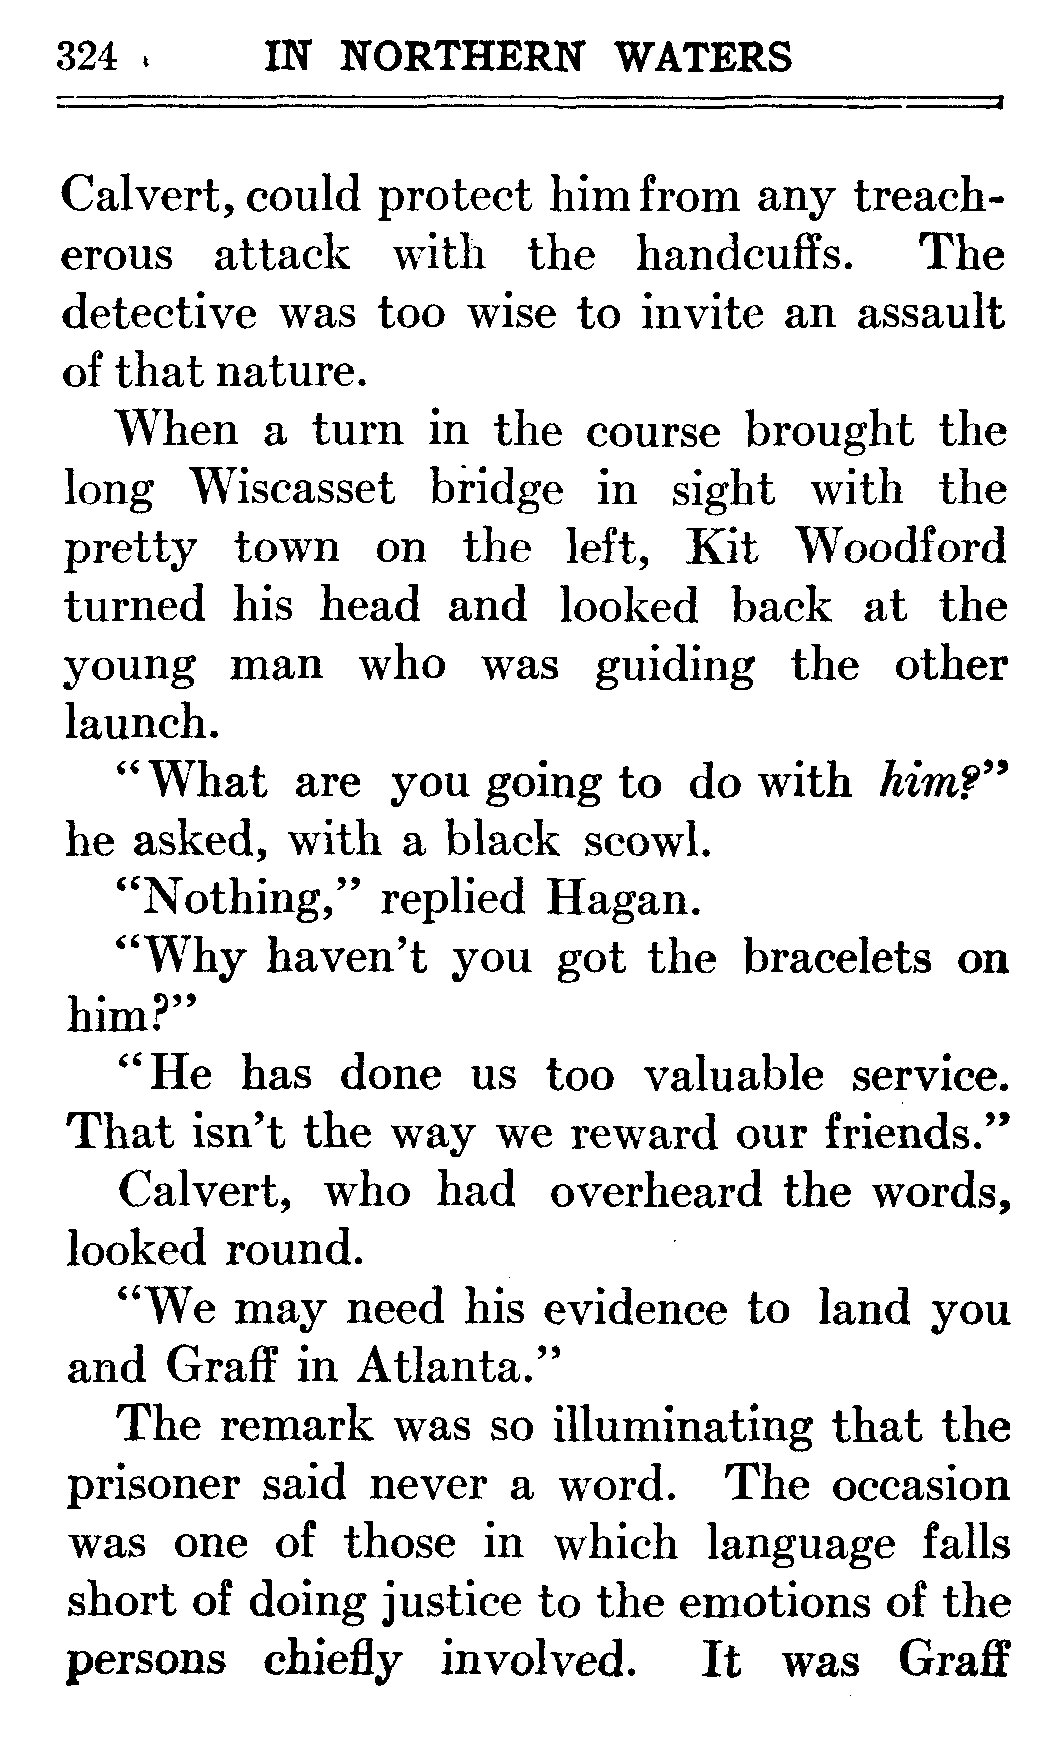 324 IN NORTHERN WATERS
Calvert, could protect him from any treach-
erous attack with the handcuffs. The
detective was too wise to invite an assault
of that nature.
When a turn in the course brought the
long Wiscasset bridge in sight with the
pretty town on the left, Kit Woodford
turned his head and looked back at the
young man who was guiding the other
launch.
"What are you going to do with him?"
he asked, with a black scowl.
"Nothing," replied Hagan.
"Why haven't you got the bracelets on
him?"
"He has done us too valuable service.
That isn't the way we reward our friends."
Calvert, who had overheard the words,
looked round.
"We may need his evidence to land you
and Graff in Atlanta."
The remark was so illuminating that the
prisoner said never a word. The occasion
was one of those in which language falls
short of doing justice to the emotions of the
persons chiefly involved. It was Graff